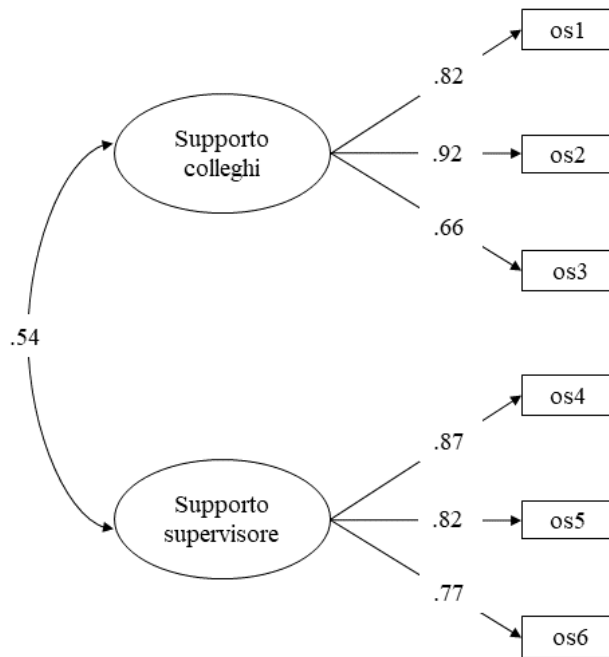 os1
.82
Supporto
colleghi
.92
os2
.66
os3
.54
os4
.87
Supporto
supervisore
.82
os5
.77
os6